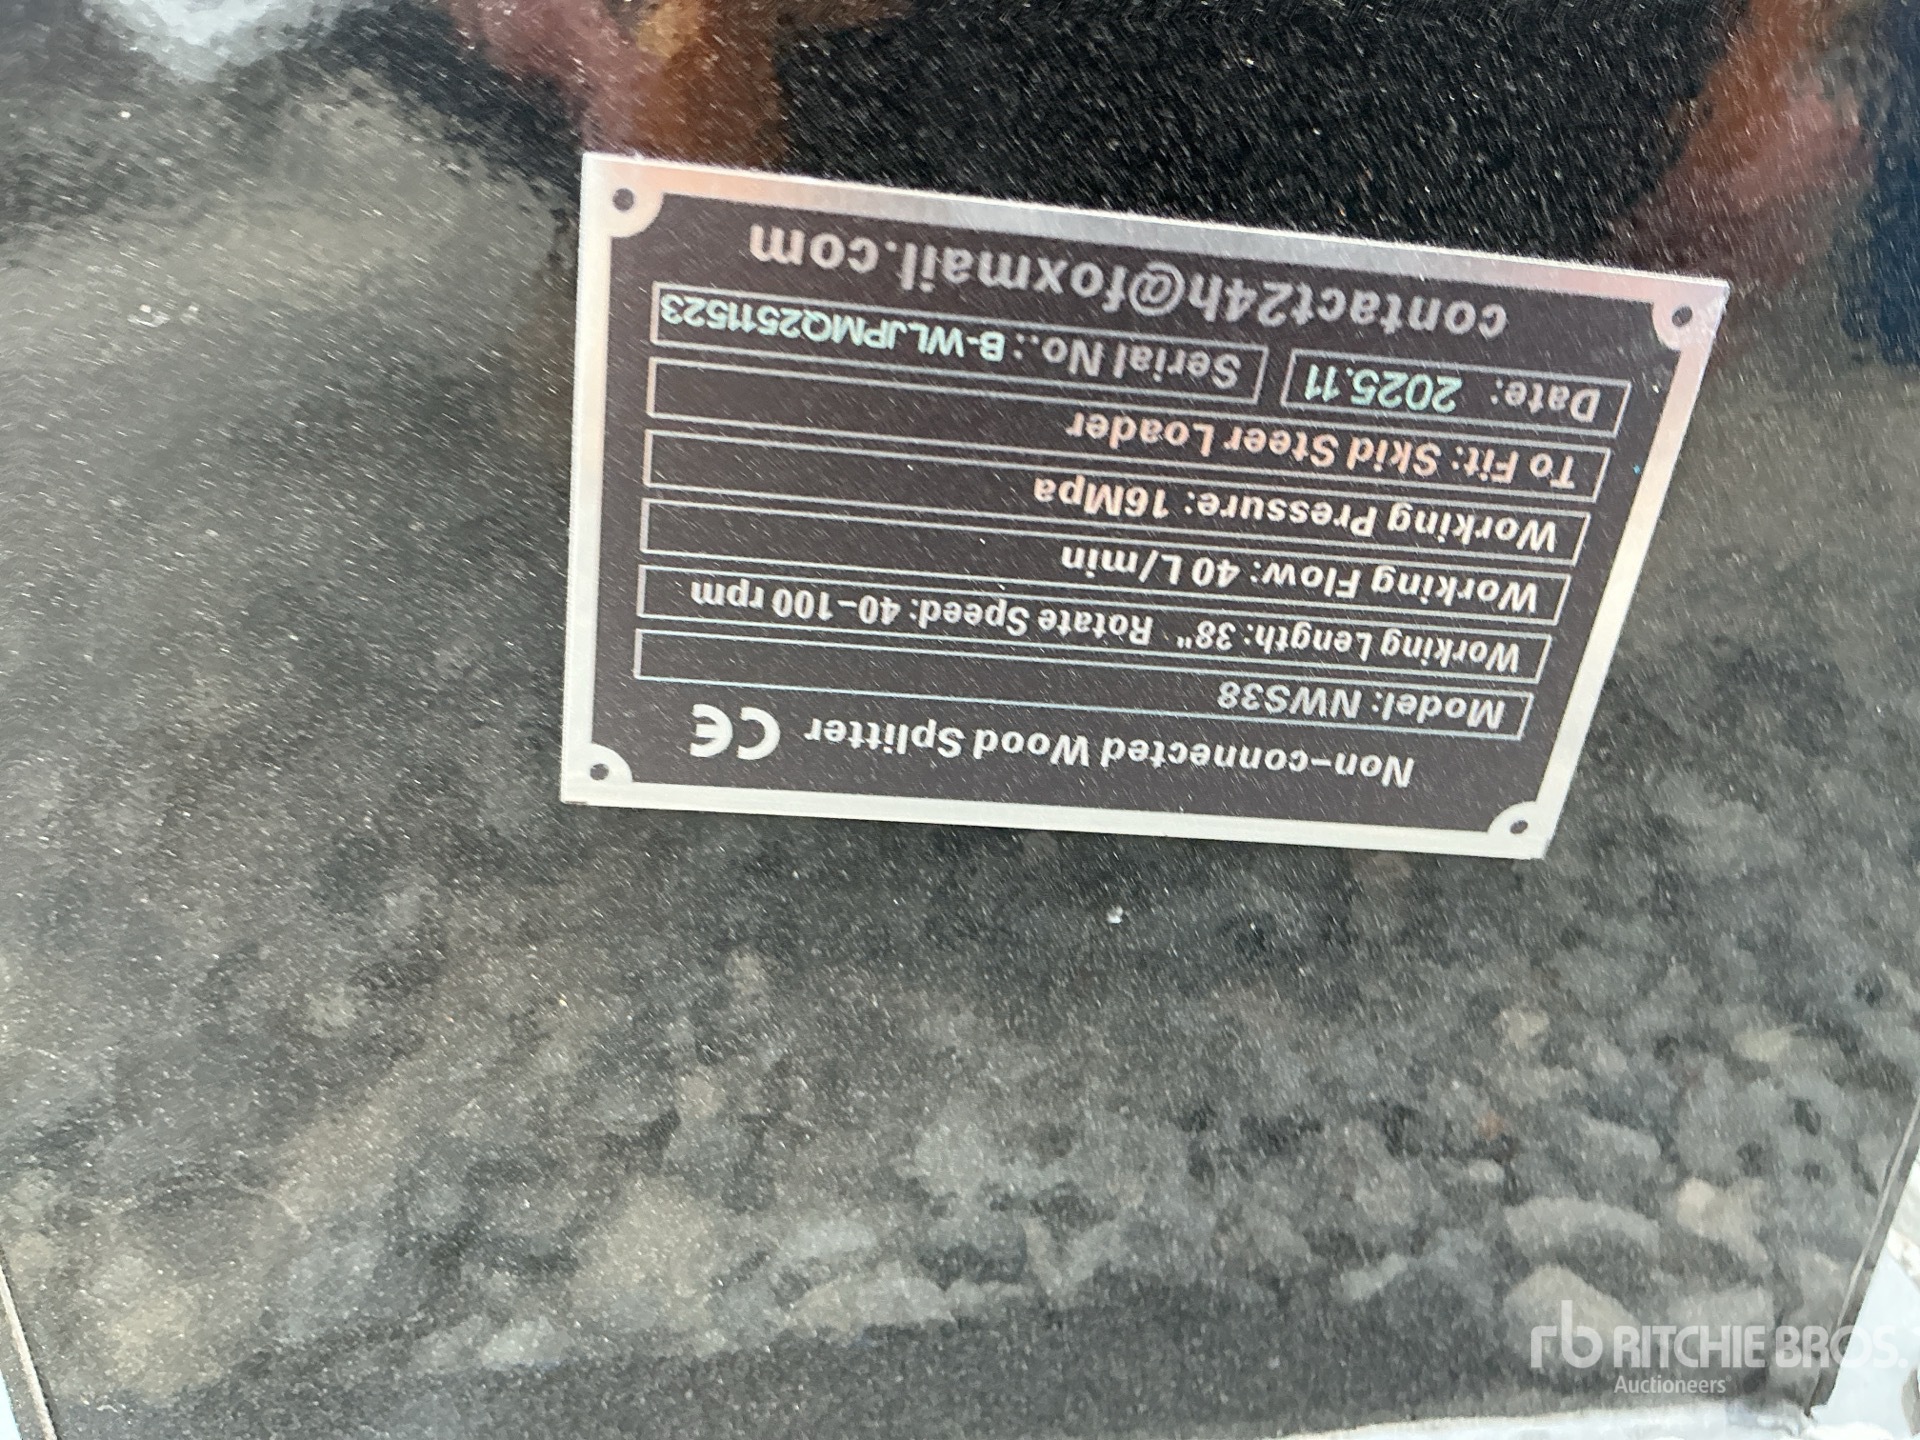 Non-connected Wood Splitter CE
Model: NWS38
Working Length: 38" Rotate Speed: 40-100 rpm
Working Flow: 40 L/min
Working Pressure: 16Mpa
To Fit: Skid Steer Loader
Date: 2025.11 Serial No.: B-WLJPMQ2511523
contact24h@foxmail.com
rb RITCHIE BROS.
Auctioneers